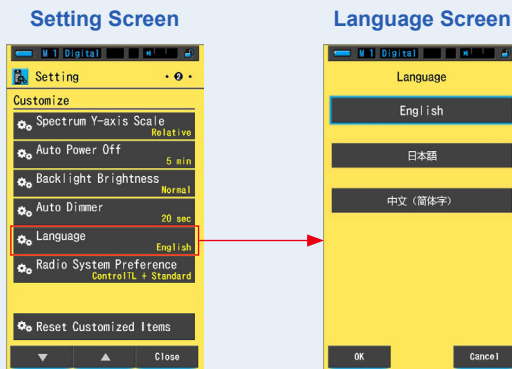 Setting Screen
M 1 Digital
Setting
• ❷ •
Customize
Spectrum Y-axis Scale
Relative
Auto Power Off
5 min
Backlight Brightness
Normal
Auto Dimmer
20 sec
Language
English
Radio System Preference
ControlTL + Standard
Reset Customized Items
▼ ▲ Close
Language Screen
M 1 Digital
Language
English
日本語
中文（简体字）
OK Cancel